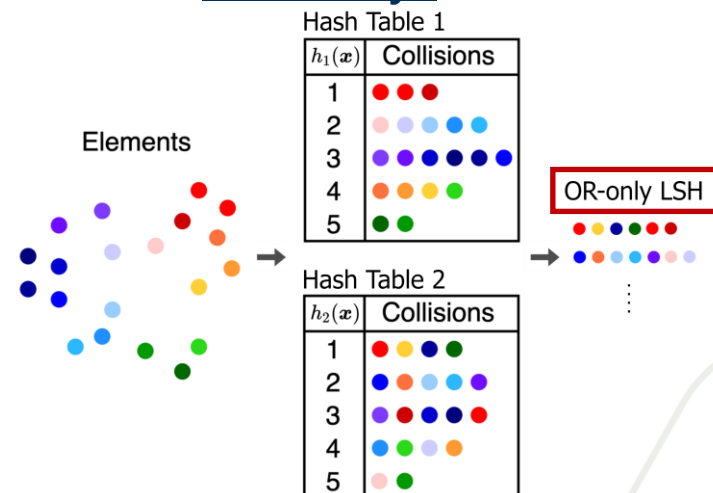 Hash Table 1
h₁(x) Collisions
1
2
3
4
5
Elements
OR-only LSH
Hash Table 2
h₂(x) Collisions
1
2
3
4
5